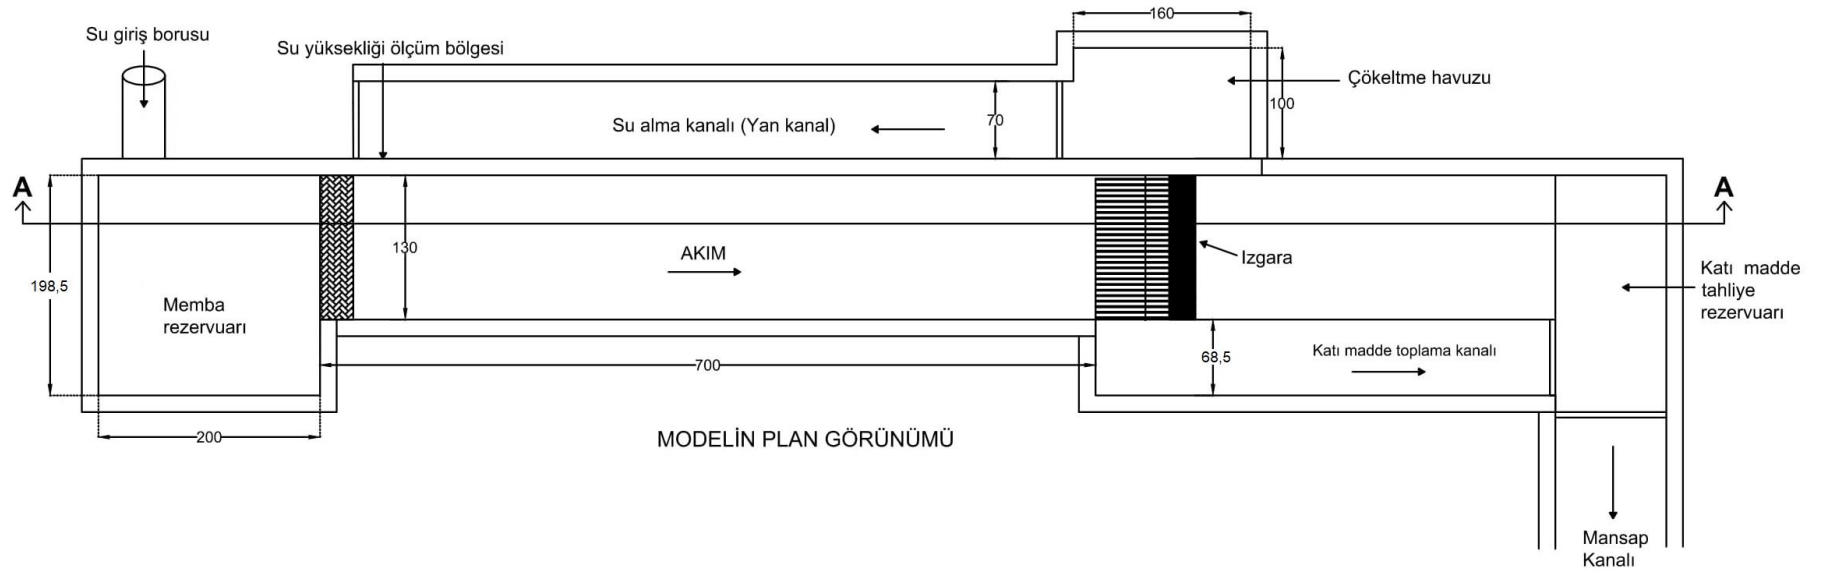 160
Su giriş borusu
Su yüksekliği ölçüm bölgesi
Çökeltme havuzu
100
70
Su alma kanalı (Yan kanal)
A
A
130
AKIM
Izgara
198,5
Memba
rezervuarı
Katı madde
tahliye
rezervuarı
700
68,5
Katı madde toplama kanalı
200
MODELİN PLAN GÖRÜNÜMÜ
Mansap
Kanalı